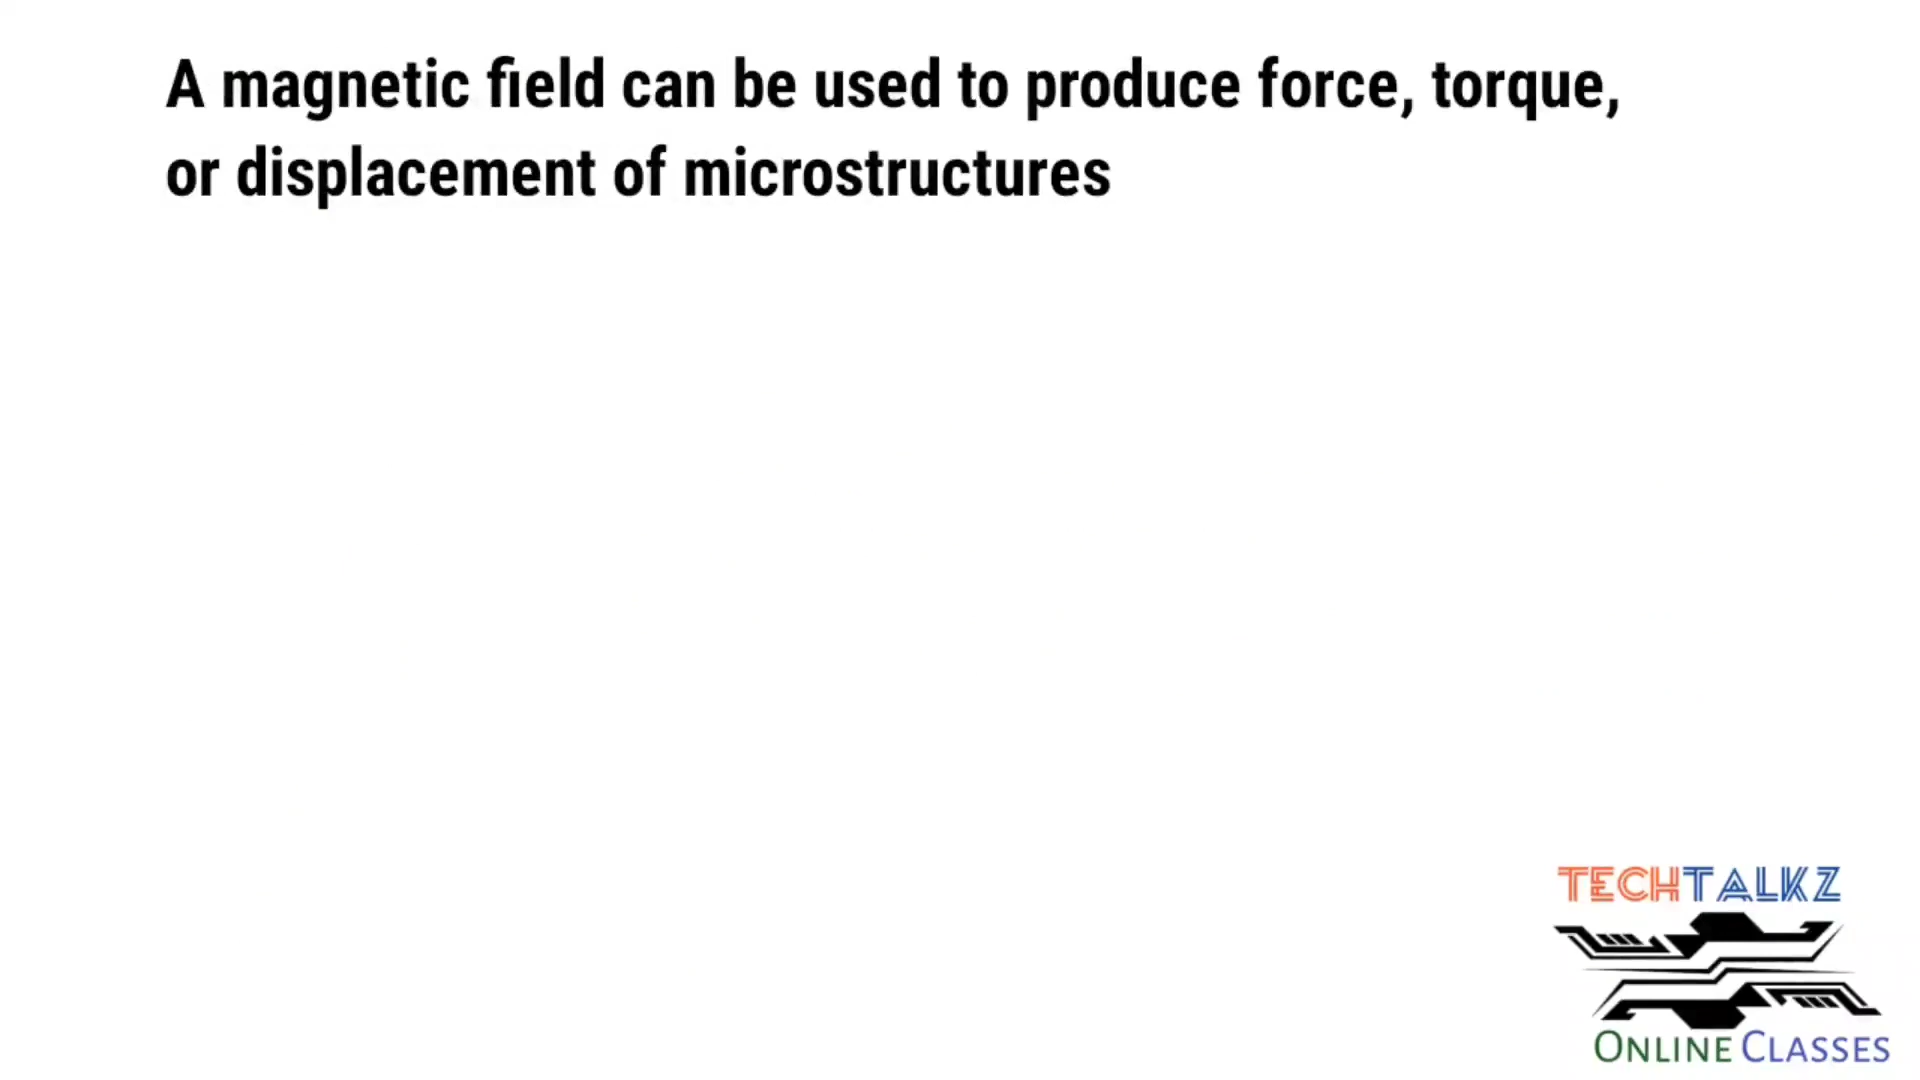 A magnetic field can be used to produce force, torque,
or displacement of microstructures
TECHTALKZ
ONLINE CLASSES